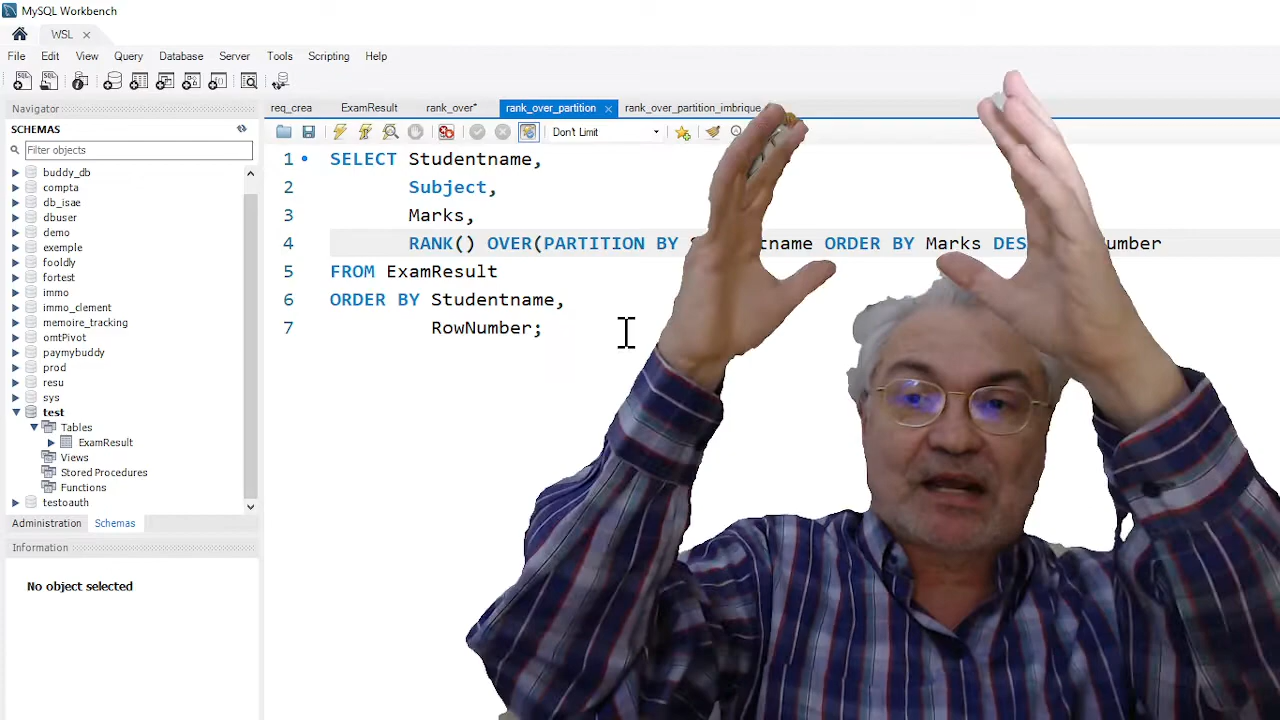 MySQL Workbench
WSL
File Edit View Query Database Server Tools Scripting Help
Navigator
SCHEMAS
Filter objects
buddy_db
compta
db_isae
dbuser
demo
exemple
fooldy
fortest
immo
immo_clement
memoire_tracking
omtPivot
paymybuddy
prod
resu
sys
test
Tables
ExamResult
Views
Stored Procedures
Functions
testoauth
Administration Schemas
Information
No object selected
req_crea ExamResult rank_over* rank_over_partition rank_over_partition_imbrique
Don't Limit
1 SELECT Studentname,
2 Subject,
3 Marks,
4 RANK() OVER(PARTITION BY ORDER BY Marks
5 FROM ExamResult
6 ORDER BY Studentname,
7 RowNumber;